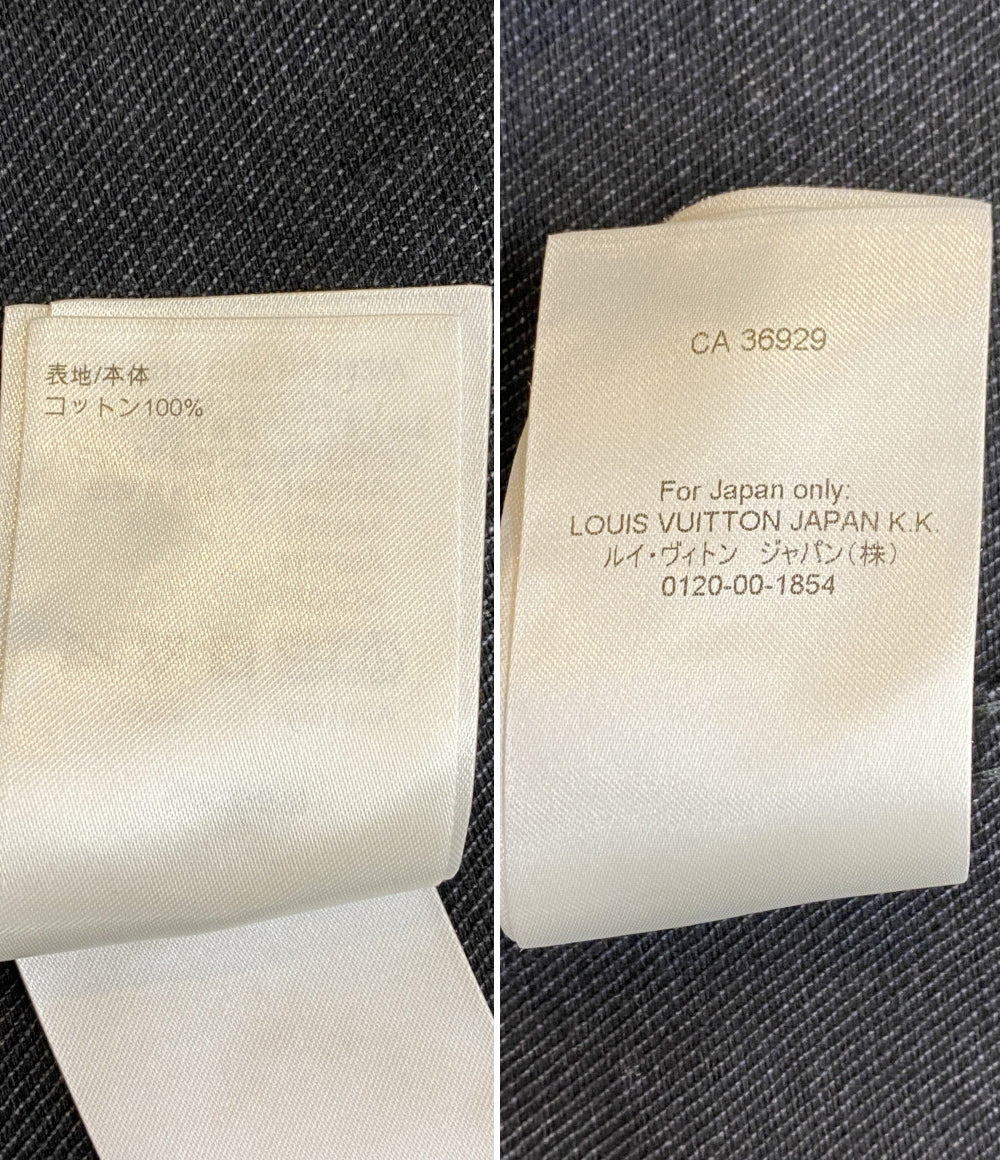 表地/本体
コットン100%
CA 36929
For Japan only:
LOUIS VUITTON JAPAN K.K.
ルイ・ヴィトン　ジャパン（株）
0120-00-1854